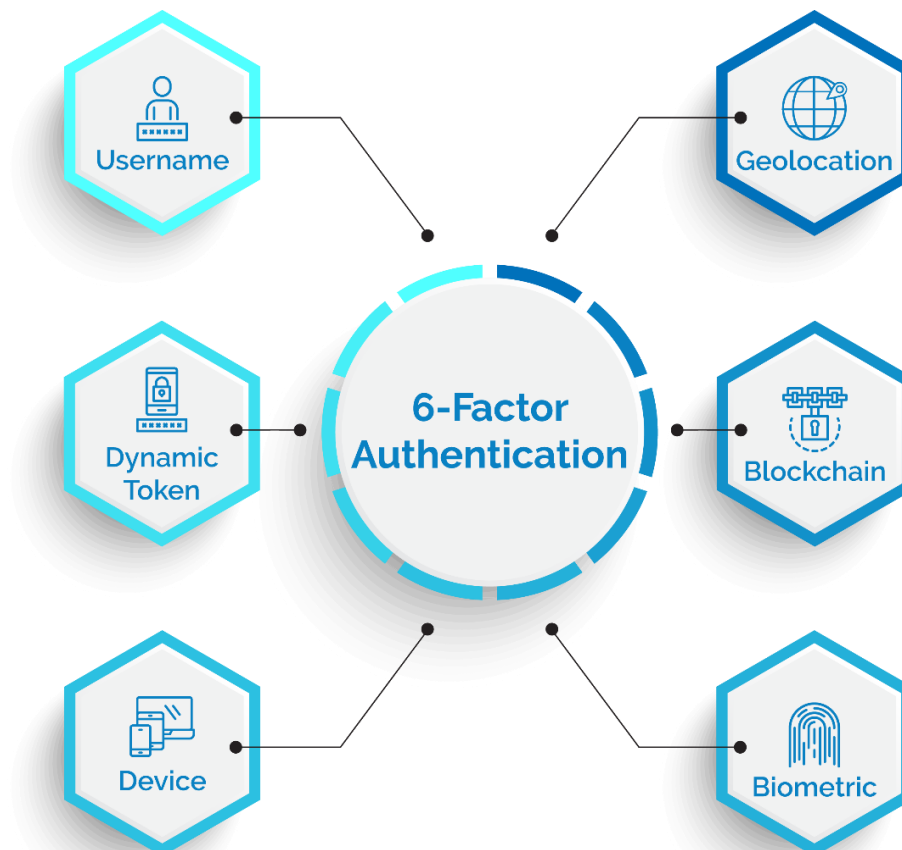 Username
Geolocation
6-Factor
Authentication
Dynamic
Token
Blockchain
Device
Biometric